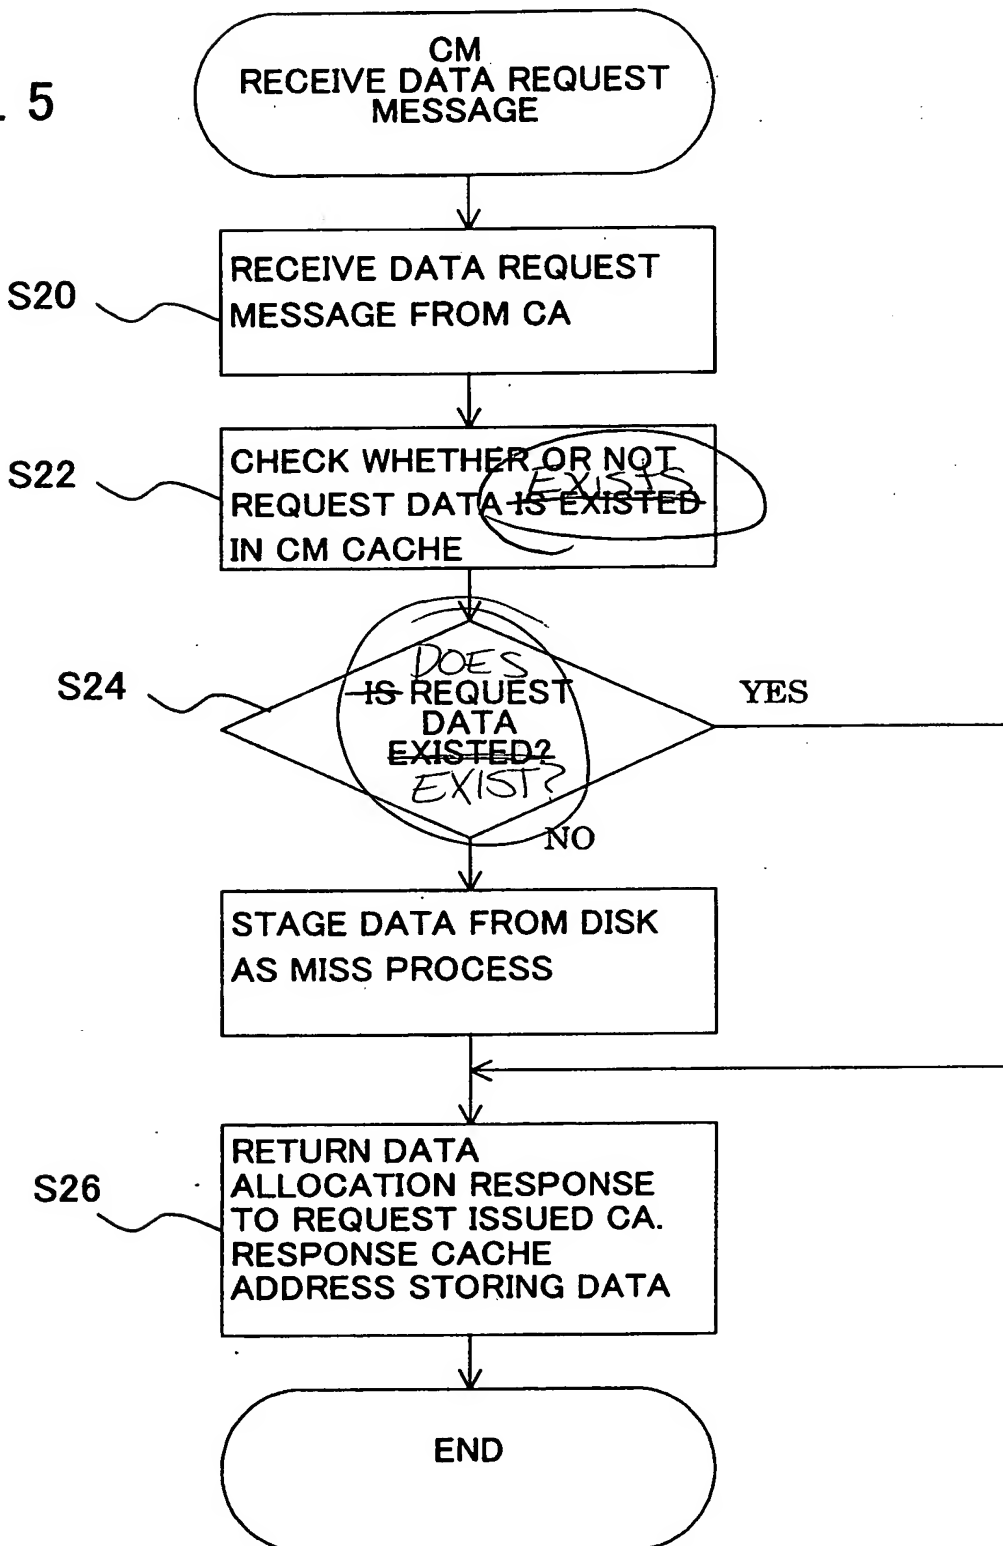 . 5
CM
RECEIVE DATA REQUEST
MESSAGE
S20
RECEIVE DATA REQUEST
MESSAGE FROM CA
S22
CHECK WHETHER OR NOT
EXISTS
REQUEST DATA IS EXISTED
IN CM CACHE
S24
DOES
IS REQUEST
DATA
EXISTED?
EXIST?
YES
NO
STAGE DATA FROM DISK
AS MISS PROCESS
S26
RETURN DATA
ALLOCATION RESPONSE
TO REQUEST ISSUED CA.
RESPONSE CACHE
ADDRESS STORING DATA
END